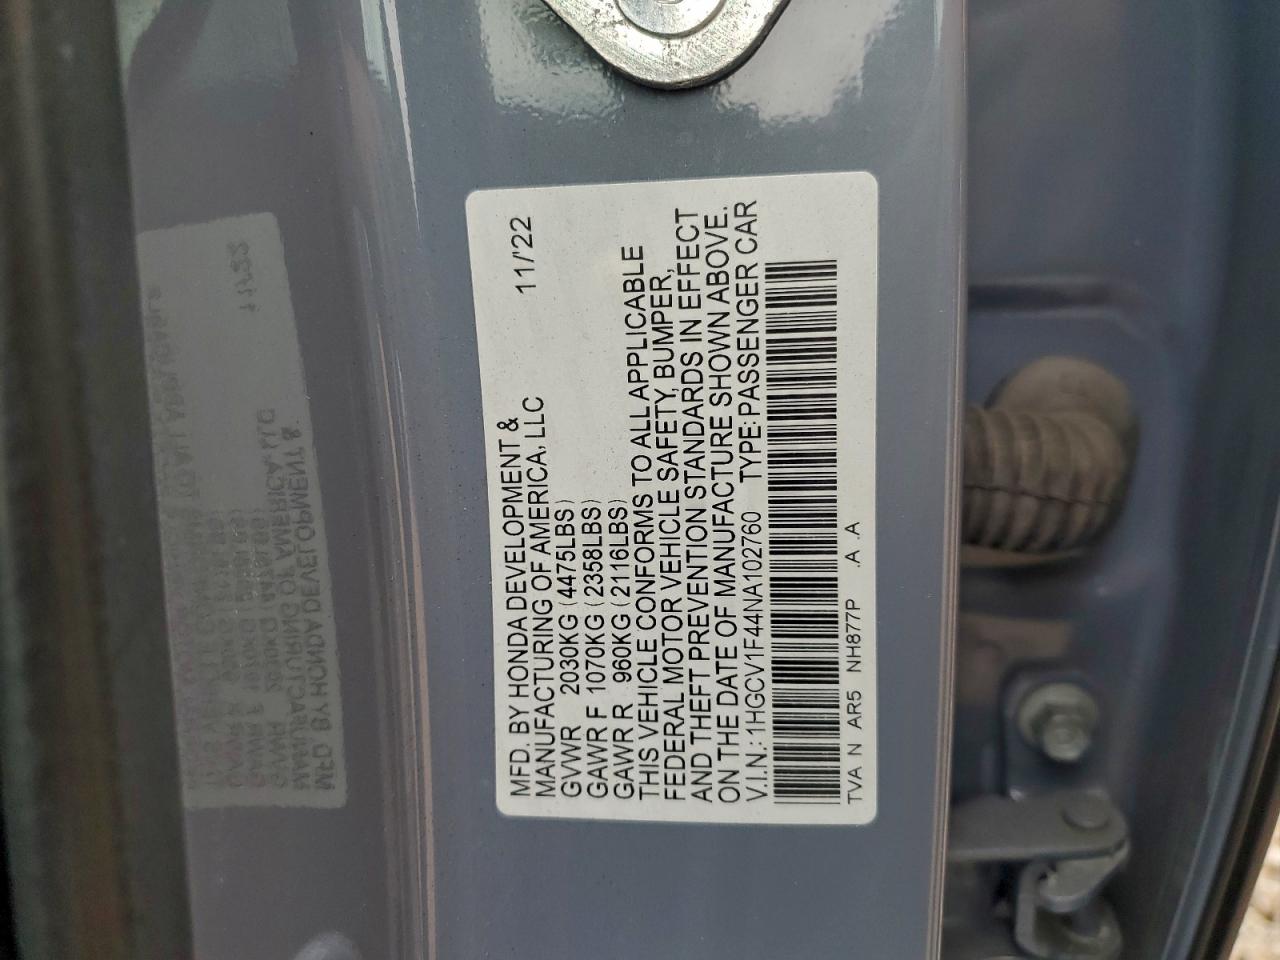 11/'22
MFD. BY HONDA DEVELOPMENT &
MANUFACTURING OF AMERICA, LLC
GVWR 2030KG (4475LBS)
GAWR F 1070KG (2358LBS)
GAWR R 960KG (2116LBS)
THIS VEHICLE CONFORMS TO ALL APPLICABLE
FEDERAL MOTOR VEHICLE SAFETY, BUMPER,
AND THEFT PREVENTION STANDARDS IN EFFECT
ON THE DATE OF MANUFACTURE SHOWN ABOVE.
V.I.N.: 1HGCV1F44NA102760 TYPE:PASSENGER CAR
TVA N AR5 NH877P .A .A